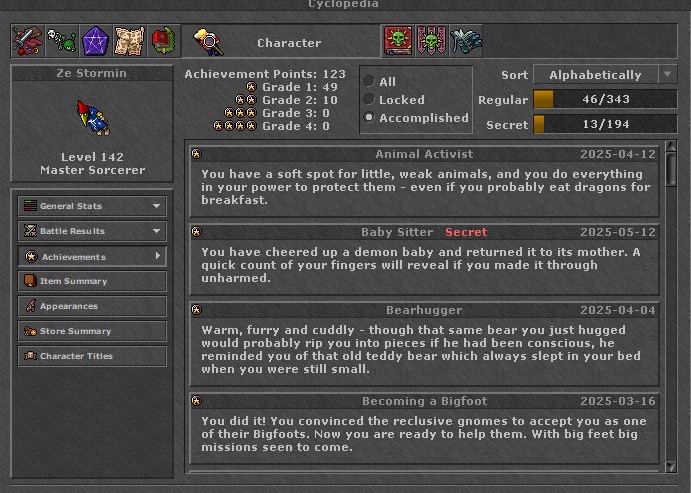 Cyclopedia
Character
Ze Stormin
Level 142
Master Sorcerer
General Stats
Battle Results
Achievements
Item Summary
Appearances
Store Summary
Character Titles
Achievement Points: 123
Grade 1: 49
Grade 2: 10
Grade 3: 0
Grade 4: 0
All
Locked
Accomplished
Sort Alphabetically
Regular 46/343
Secret 13/194
Animal Activist 2025-04-12
You have a soft spot for little, weak animals, and you do everything
in your power to protect them - even if you probably eat dragons for
breakfast.
Baby Sitter Secret 2025-05-12
You have cheered up a demon baby and returned it to its mother. A
quick count of your fingers will reveal if you made it through
unharmed.
Bearhugger 2025-04-04
Warm, furry and cuddly - though that same bear you just hugged
would probably rip you into pieces if he had been conscious, he
reminded you of that old teddy bear which always slept in your bed
when you were still small.
Becoming a Bigfoot 2025-03-16
You did it! You convinced the reclusive gnomes to accept you as one
of their Bigfoots. Now you are ready to help them. With big feet big
missions seen to come.